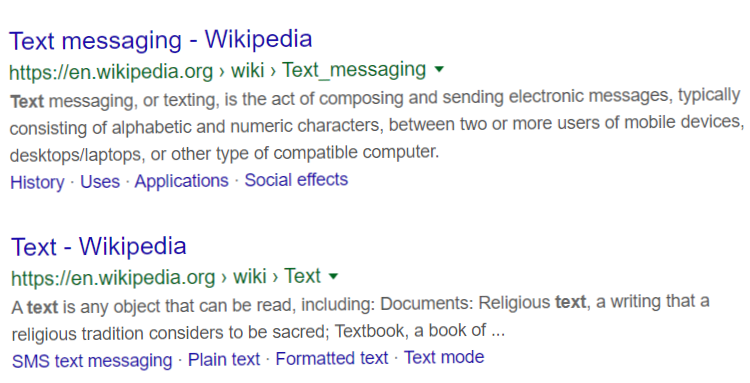 Text messaging - Wikipedia
https://en.wikipedia.org › wiki › Text_messaging
Text messaging, or texting, is the act of composing and sending electronic messages, typically
consisting of alphabetic and numeric characters, between two or more users of mobile devices,
desktops/laptops, or other type of compatible computer.
History · Uses · Applications · Social effects
Text - Wikipedia
https://en.wikipedia.org › wiki › Text
A text is any object that can be read, including: Documents: Religious text, a writing that a
religious tradition considers to be sacred; Textbook, a book of ...
SMS text messaging · Plain text · Formatted text · Text mode